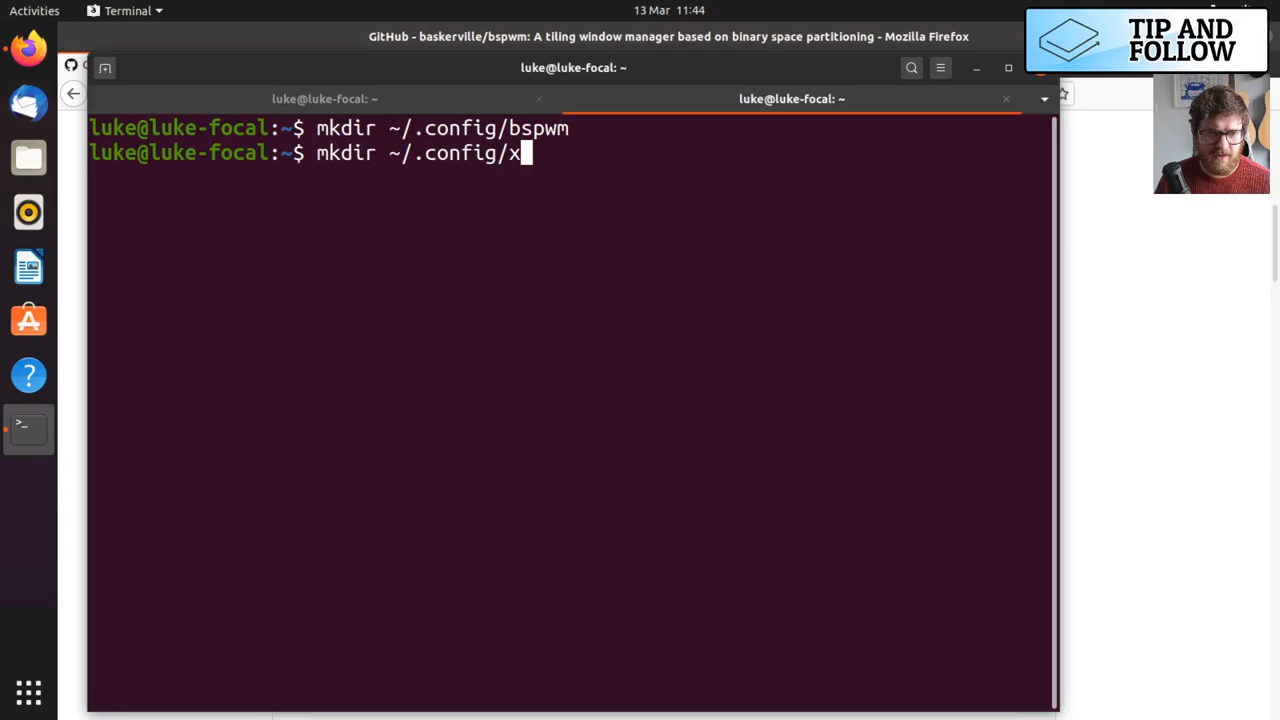 Activities
Terminal
13 Mar 11:44
GitHub - baskerville/bspwm: A tiling window manager based on binary space partitioning - Mozilla Firefox
TIP AND
FOLLOW
luke@luke-focal: ~
luke@luke-focal: ~
luke@luke-focal: ~
luke@luke-focal:~$ mkdir ~/.config/bspwm
luke@luke-focal:~$ mkdir ~/.config/x